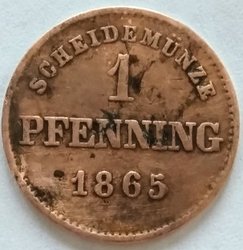 SCHEIDEMÜNZE
1
PFENNING
1865